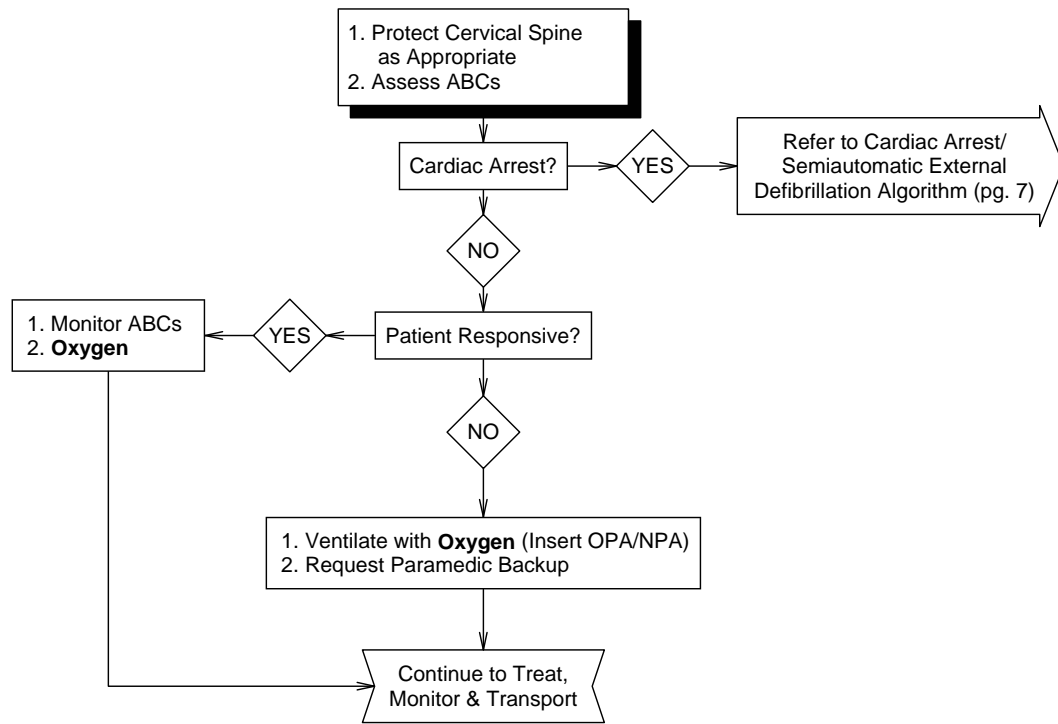 1. Protect Cervical Spine
as Appropriate
2. Assess ABCs
Cardiac Arrest?
YES
Refer to Cardiac Arrest/
Semiautomatic External
Defibrillation Algorithm (pg. 7)
NO
Patient Responsive?
YES
1. Monitor ABCs
2. Oxygen
NO
1. Ventilate with Oxygen (Insert OPA/NPA)
2. Request Paramedic Backup
Continue to Treat,
Monitor & Transport